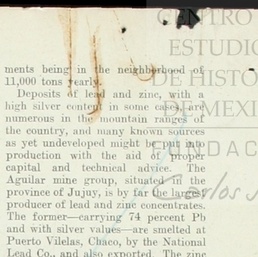 CENTRO
ESTUDIO
DE HISTO
DE MEXI
FUNDAC
Carlos
ments being in the neighborhood of
11,000 tons yearly.
Deposits of lead and zinc, with a
high silver content in some cases, are
numerous in the mountain ranges of
the country, and many known sources
as yet undeveloped might be put into
production with the aid of proper
capital and technical advice. The
Aguilar mine group, situated in the
province of Jujuy, is by far the largest
producer of lead and zinc concentrates.
The former—carrying 74 percent Pb
and with silver values—are smelted at
Puerto Vilelas, Chaco, by the National
Lead Co., and also exported. The zinc